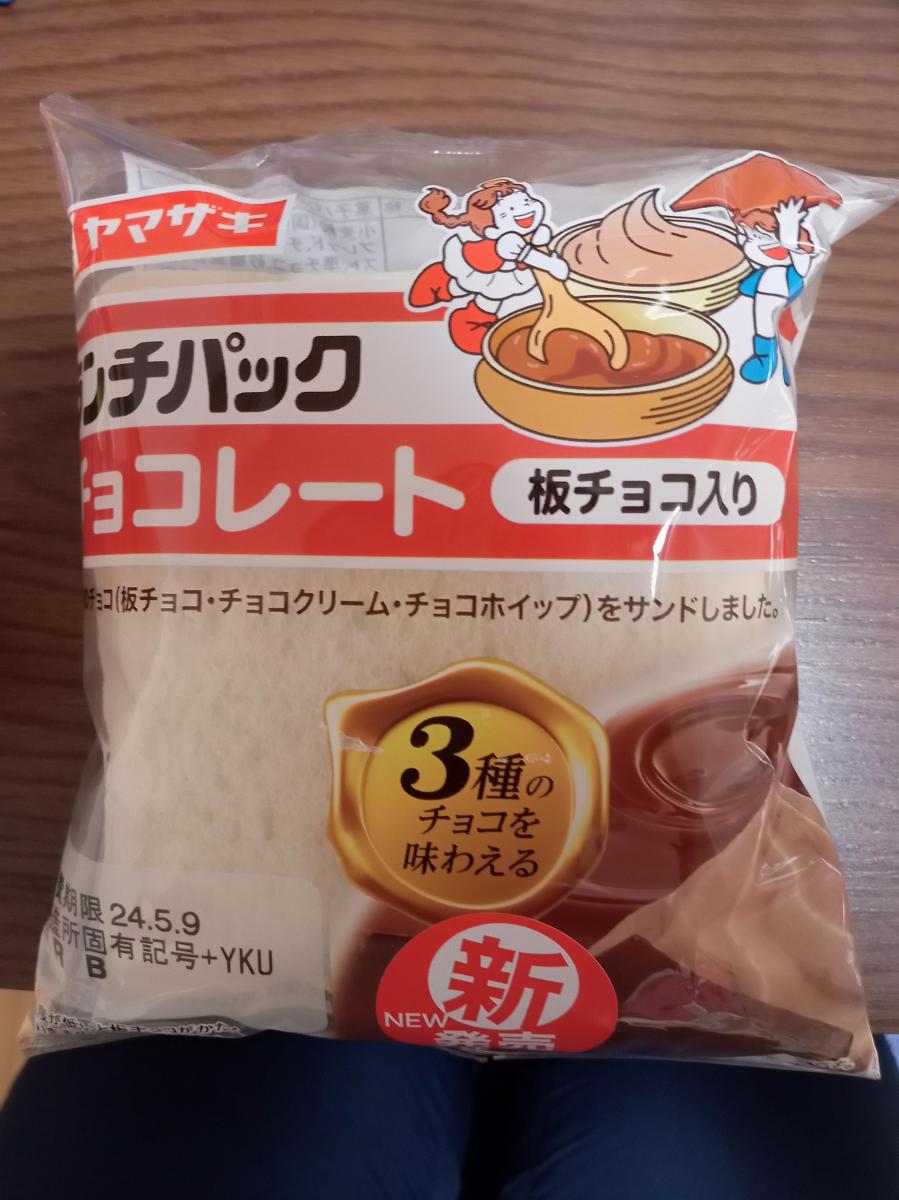 ヤマザキ
ンチパック
チョコレート
板チョコ入り
チョコ(板チョコ・チョコクリーム・チョコホイップ)をサンドしました。
3種の
チョコを
味わえる
期限 24.5.9
所固有記号+YKU
B
新
NEW
発売